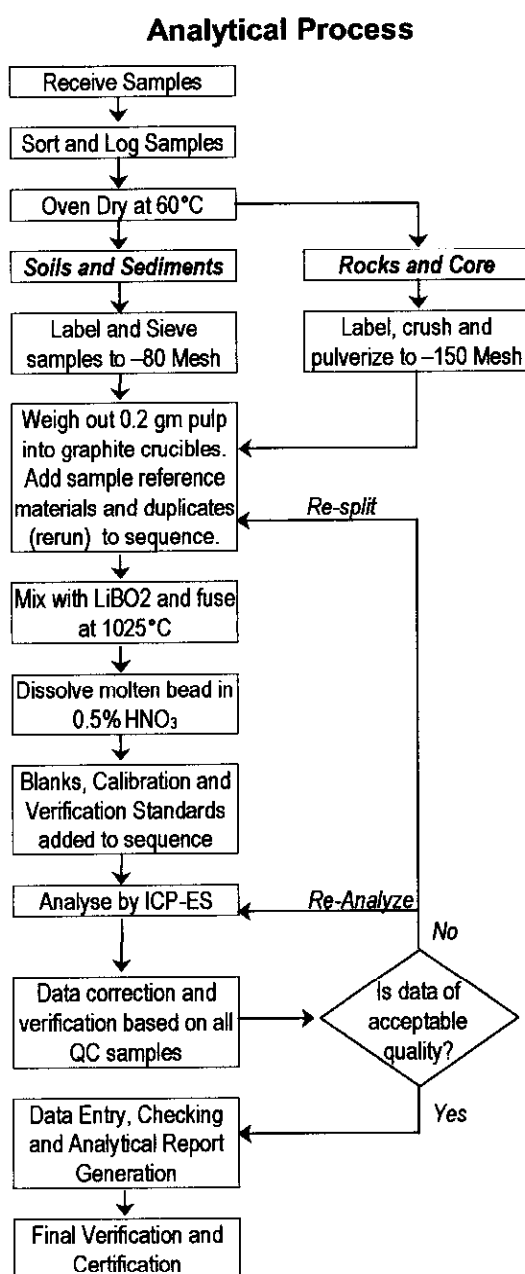 Analytical Process
Receive Samples
Sort and Log Samples
Oven Dry at 60°C
Soils and Sediments
Rocks and Core
Label and Sieve
samples to –80 Mesh
Label, crush and
pulverize to –150 Mesh
Weigh out 0.2 gm pulp
into graphite crucibles.
Add sample reference
materials and duplicates
(rerun) to sequence.
Re-split
Mix with LiBO2 and fuse
at 1025°C
Dissolve molten bead in
0.5% HNO₃
Blanks, Calibration and
Verification Standards
added to sequence
Analyse by ICP-ES
Re-Analyze
No
Data correction and
verification based on all
QC samples
Is data of
acceptable
quality?
Yes
Data Entry, Checking
and Analytical Report
Generation
Final Verification and
Certification